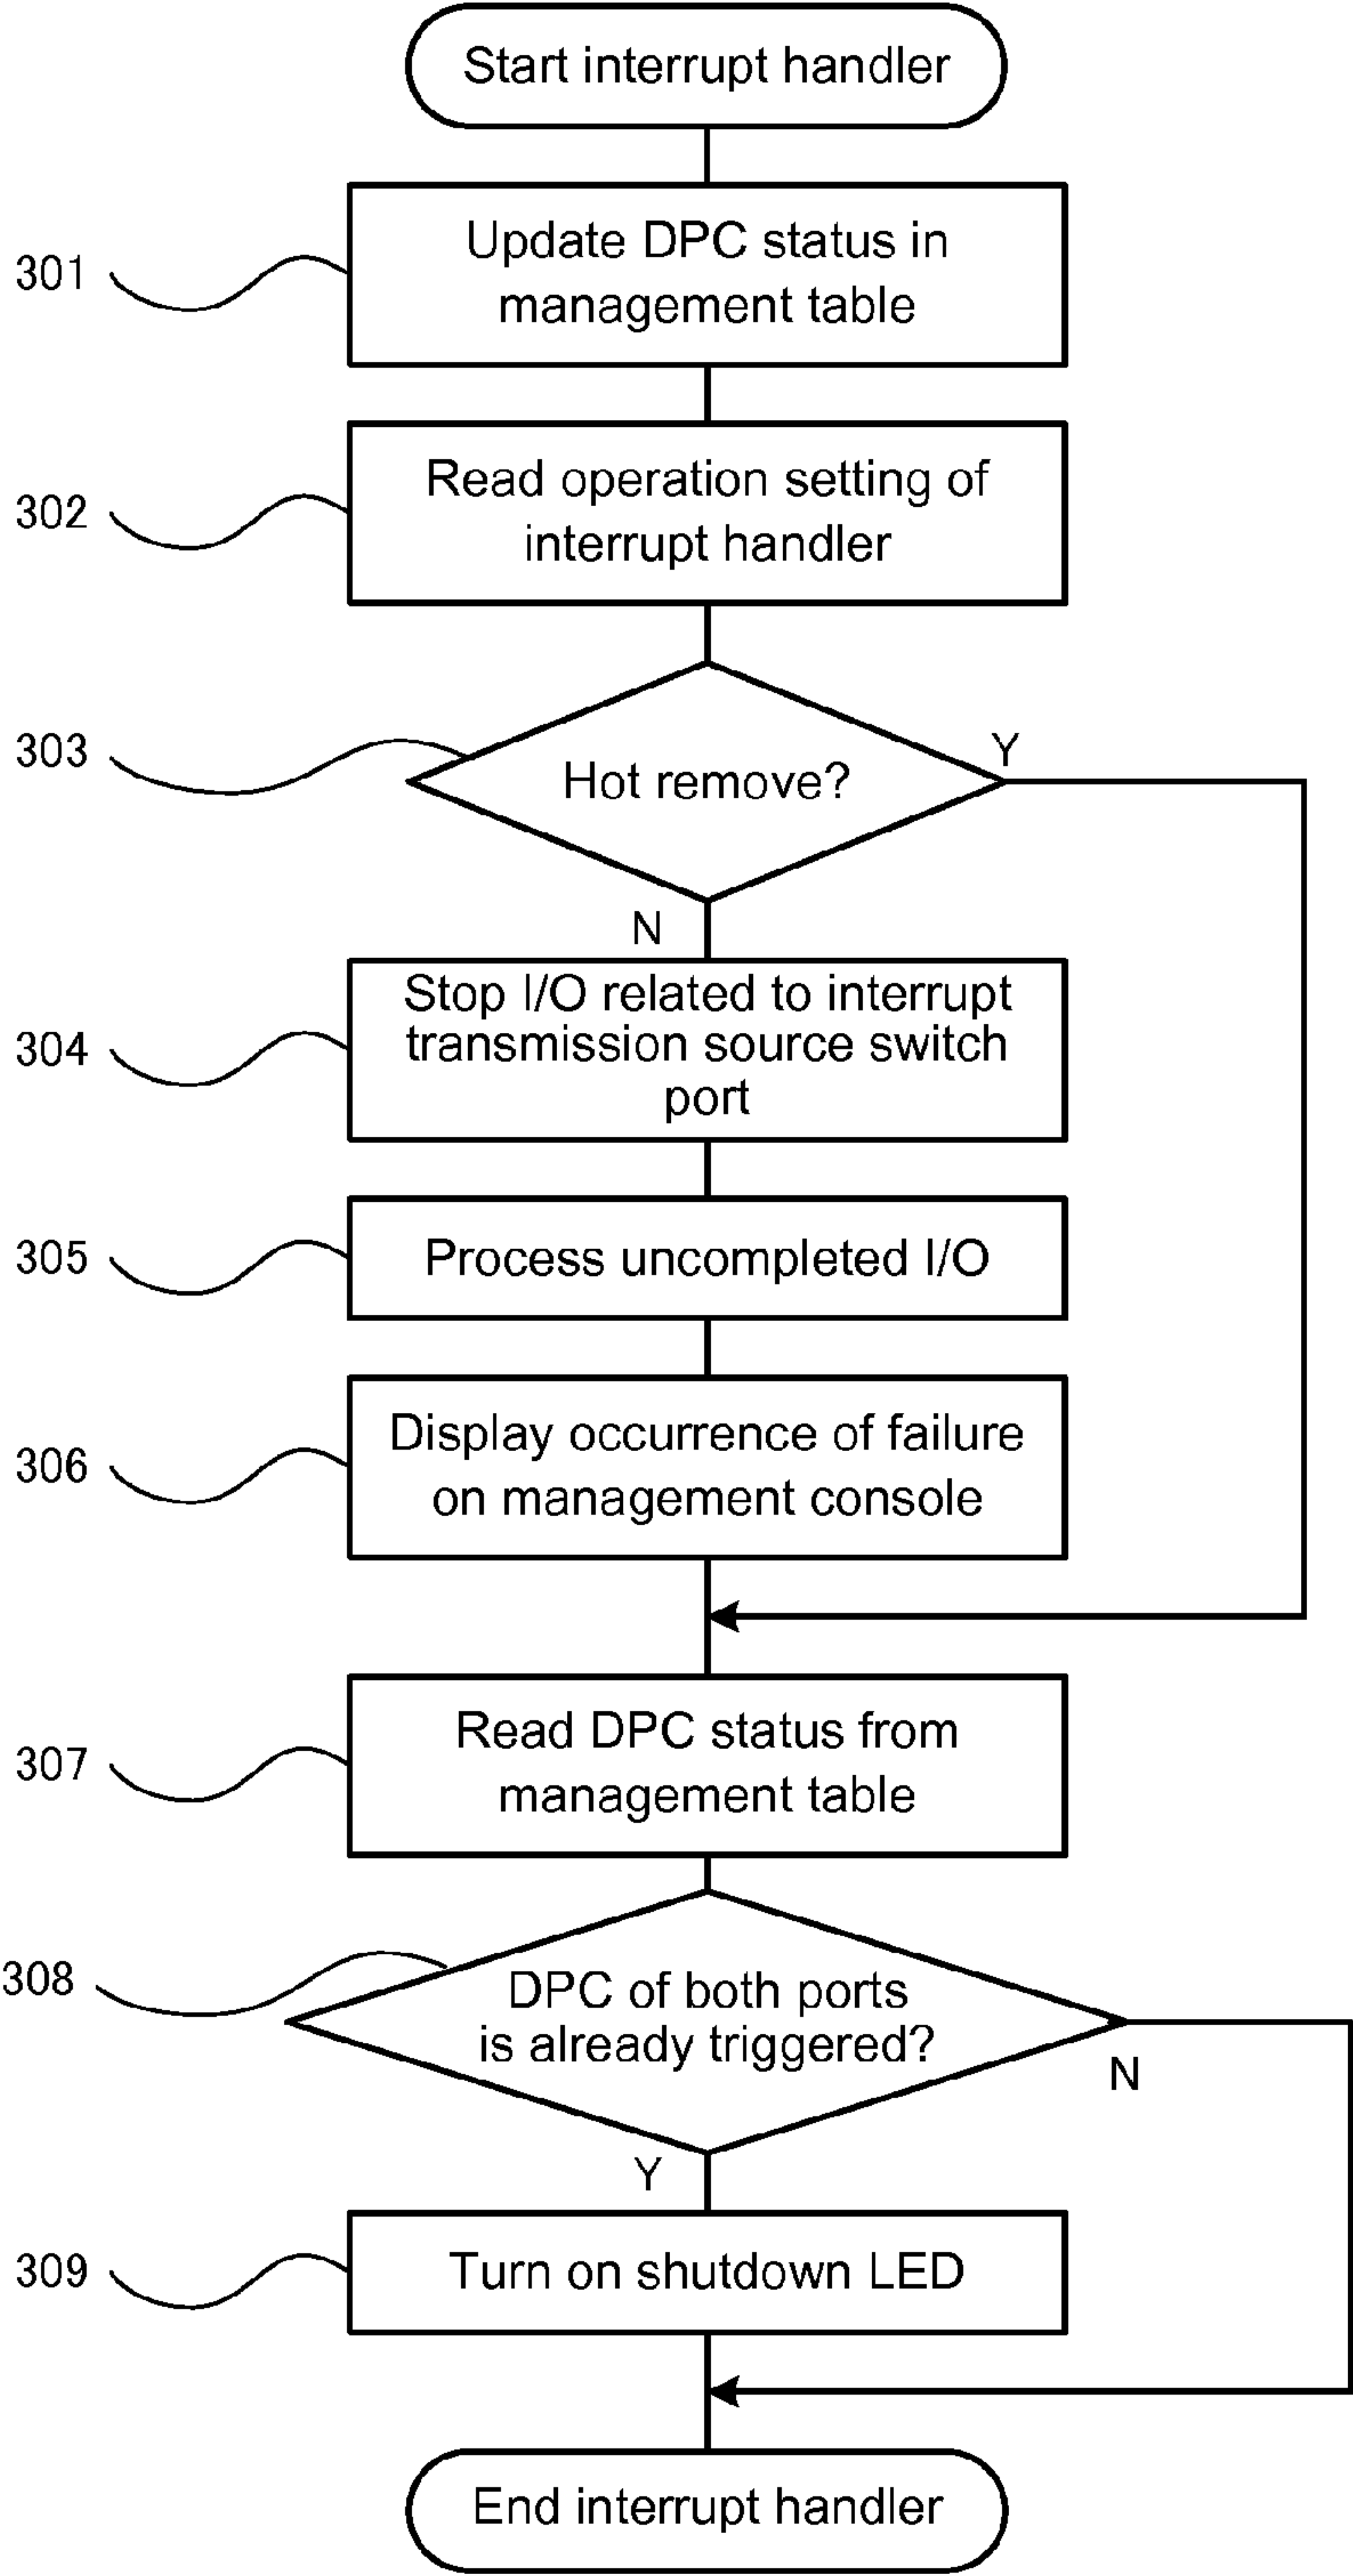 Start interrupt handler
301
Update DPC status in
management table
302
Read operation setting of
interrupt handler
303
Hot remove?
Y
N
304
Stop I/O related to interrupt
transmission source switch
port
305
Process uncompleted I/O
306
Display occurrence of failure
on management console
307
Read DPC status from
management table
308
DPC of both ports
is already triggered?
N
Y
309
Turn on shutdown LED
End interrupt handler